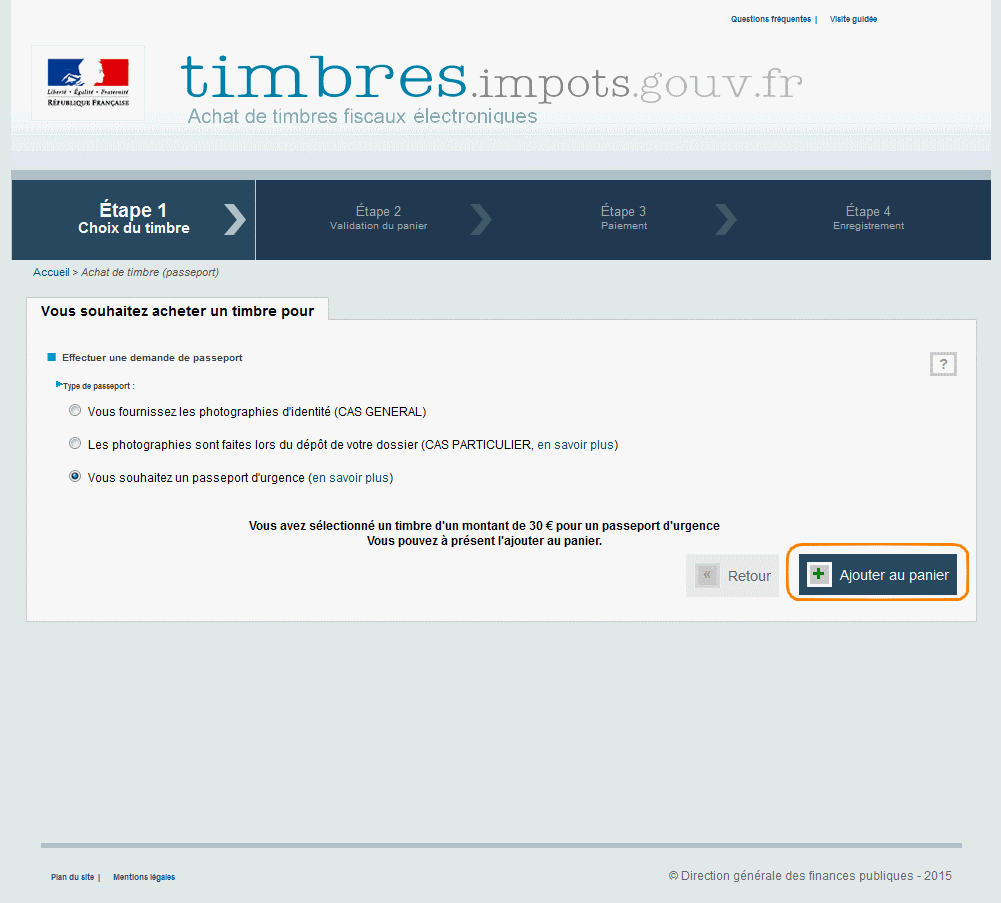 Questions fréquentes | Visite guidée
Liberté • Égalité • Fraternité
RÉPUBLIQUE FRANÇAISE
timbres.impots.gouv.fr
Achat de timbres fiscaux électroniques
Étape 1
Choix du timbre
Étape 2
Validation du panier
Étape 3
Paiement
Étape 4
Enregistrement
Accueil > Achat de timbre (passeport)
Vous souhaitez acheter un timbre pour
Effectuer une demande de passeport
?
Type de passeport :
Vous fournissez les photographies d'identité (CAS GENERAL)
Les photographies sont faites lors du dépôt de votre dossier (CAS PARTICULIER, en savoir plus)
Vous souhaitez un passeport d'urgence (en savoir plus)
Vous avez sélectionné un timbre d'un montant de 30 € pour un passeport d'urgence
Vous pouvez à présent l'ajouter au panier.
« Retour
+ Ajouter au panier
Plan du site | Mentions légales
© Direction générale des finances publiques - 2015